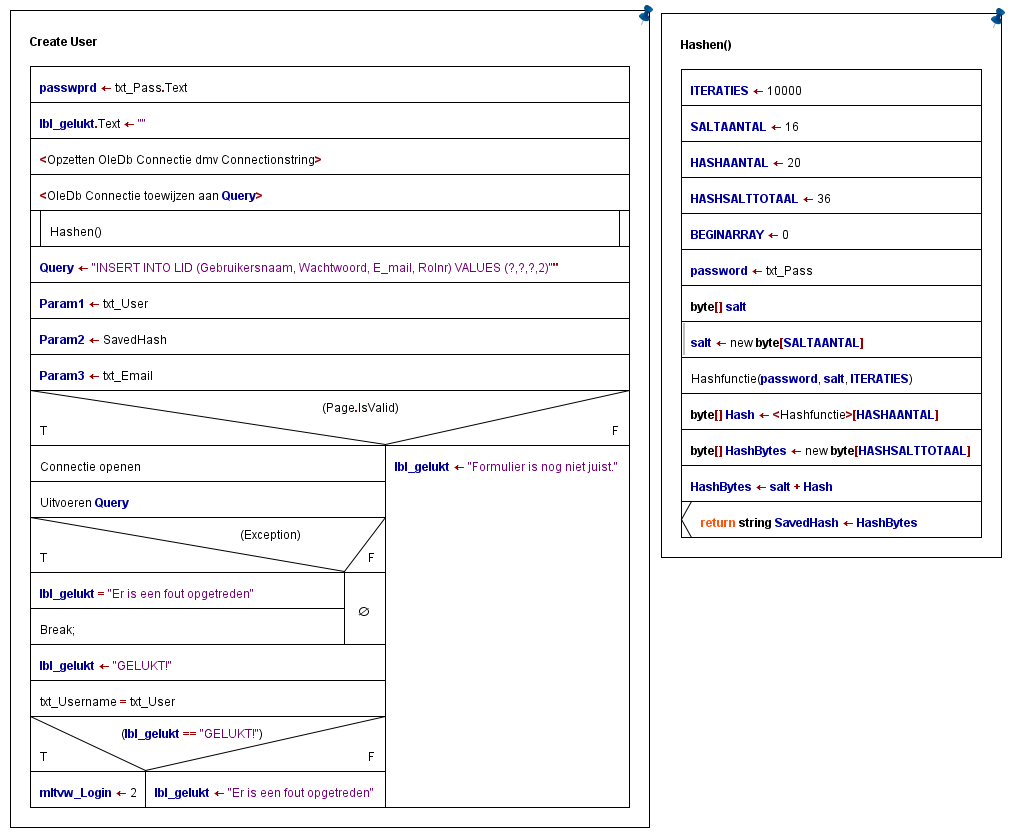 Create User
passwprd ← txt_Pass.Text
lbl_gelukt.Text ← ""
<Opzetten OleDb Connectie dmv Connectionstring>
<OleDb Connectie toewijzen aan Query>
Hashen()
Query ← "INSERT INTO LID (Gebruikersnaam, Wachtwoord, E_mail, Rolnr) VALUES (?,?,?,2)"""
Param1 ← txt_User
Param2 ← SavedHash
Param3 ← txt_Email
(Page.IsValid)
T F
Connectie openen
lbl_gelukt ← "Formulier is nog niet juist."
Uitvoeren Query
(Exception)
T F
lbl_gelukt = "Er is een fout opgetreden"
∅
Break;
lbl_gelukt ← "GELUKT!"
txt_Username = txt_User
(lbl_gelukt == "GELUKT!")
T F
mltvw_Login ← 2
lbl_gelukt ← "Er is een fout opgetreden"
Hashen()
ITERATIES ← 10000
SALTAANTAL ← 16
HASHAANTAL ← 20
HASHSALTTOTAAL ← 36
BEGINARRAY ← 0
password ← txt_Pass
byte[] salt
salt ← new byte[SALTAANTAL]
Hashfunctie(password, salt, ITERATIES)
byte[] Hash ← <Hashfunctie>[HASHAANTAL]
byte[] HashBytes ← new byte[HASHSALTTOTAAL]
HashBytes ← salt + Hash
return string SavedHash ← HashBytes